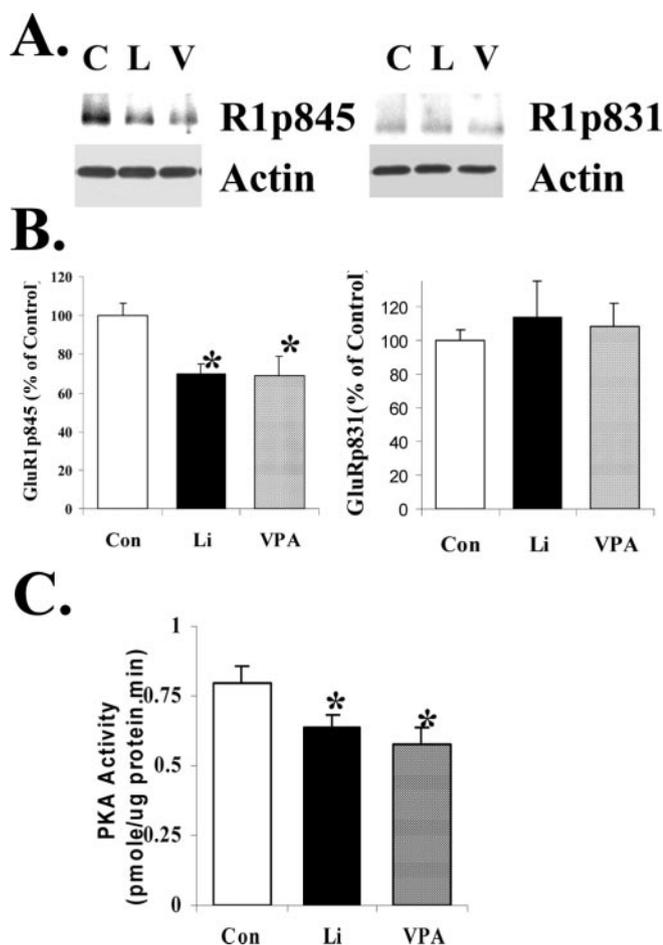 A.
C L V
R1p845
Actin
C L V
R1p831
Actin
B.
GluR1p845 (% of Control)
120
100
80
60
40
20
0
Con Li VPA
* *
GluRp831(% of Control)
120
100
80
60
40
20
0
Con Li VPA
C.
PKA Activity
(pmole/ug protein.min)
1
0.75
0.5
0.25
0
* *
Con Li VPA